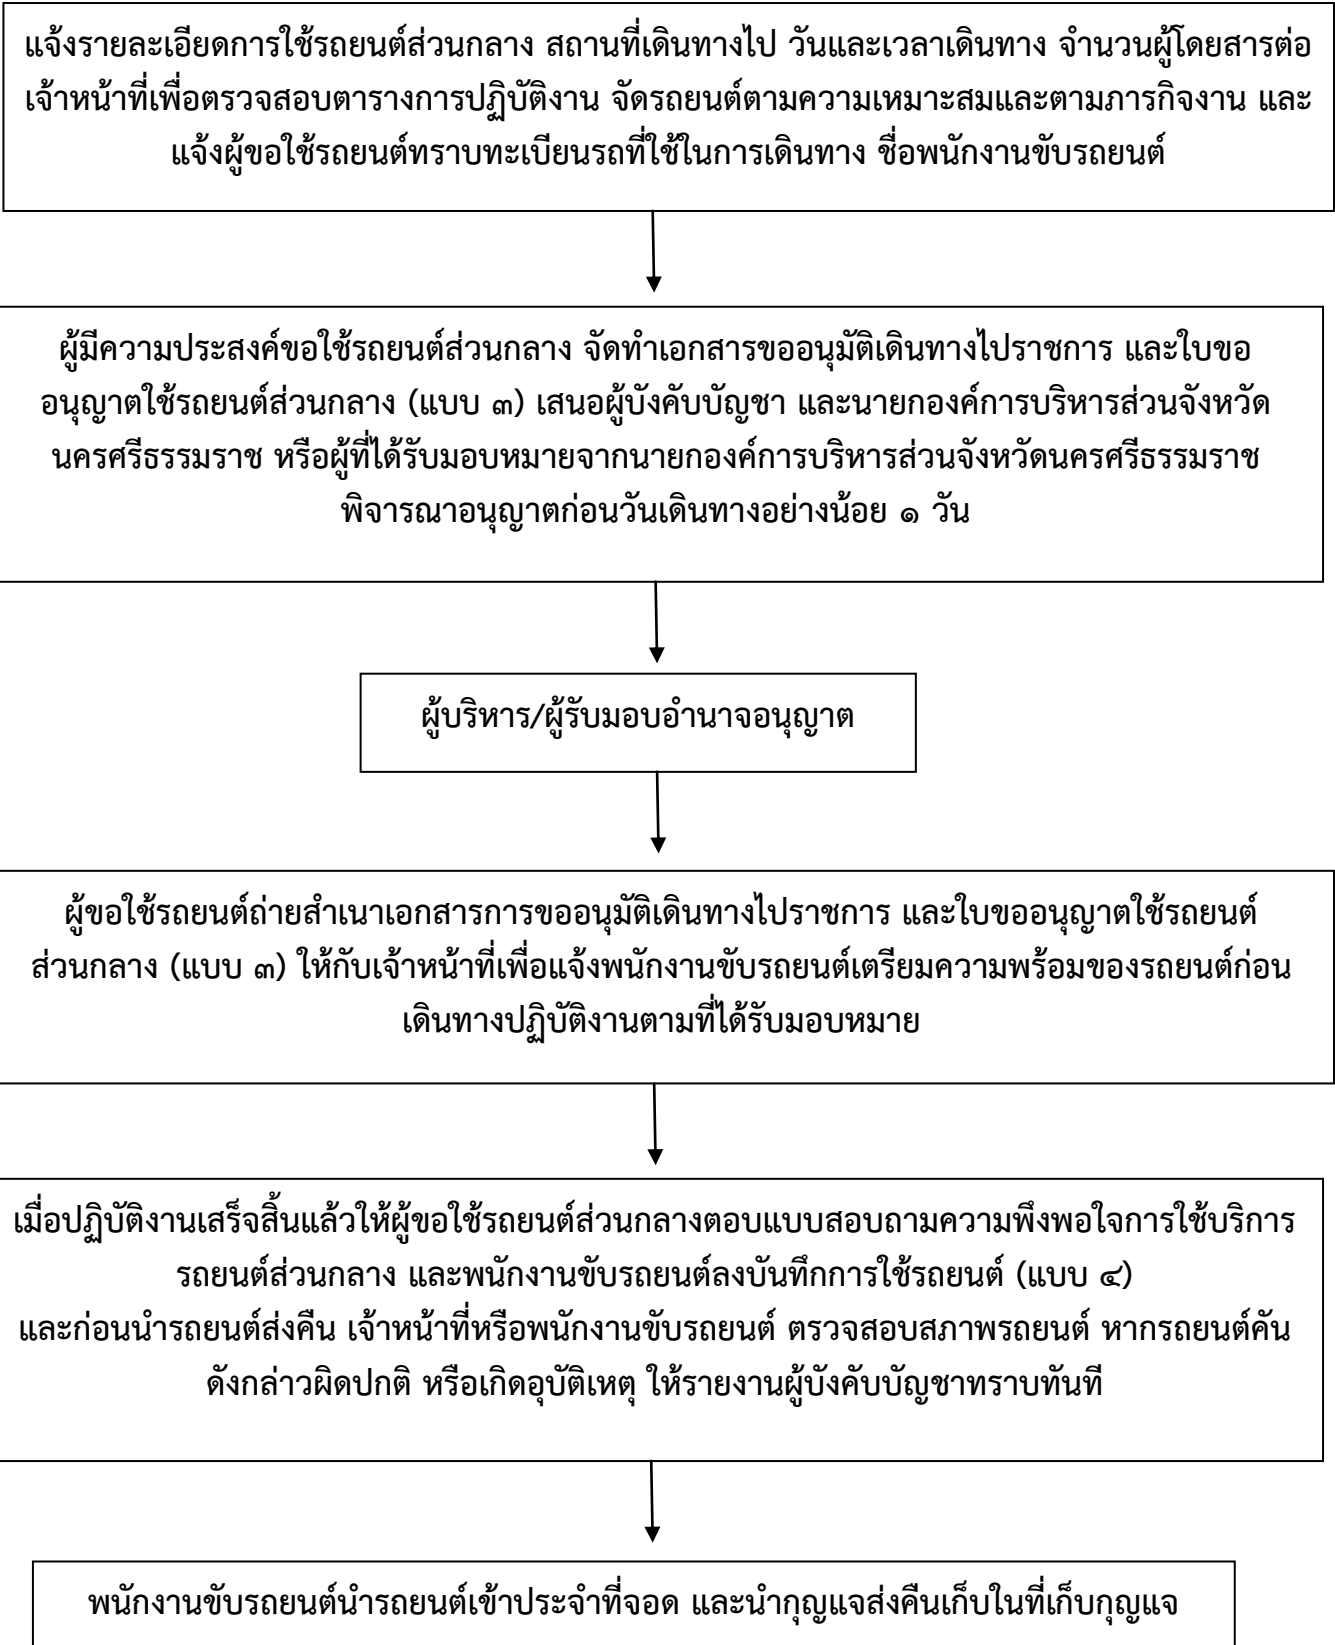 แจ้งรายละเอียดการใช้รถยนต์ส่วนกลาง สถานที่เดินทางไป วันและเวลาเดินทาง จำนวนผู้โดยสารต่อ
เจ้าหน้าที่เพื่อตรวจสอบตารางการปฏิบัติงาน จัดรถยนต์ตามความเหมาะสมและตามภารกิจงาน และ
แจ้งผู้ขอใช้รถยนต์ทราบทะเบียนรถที่ใช้ในการเดินทาง ชื่อพนักงานขับรถยนต์
ผู้มีความประสงค์ขอใช้รถยนต์ส่วนกลาง จัดทำเอกสารขออนุมัติเดินทางไปราชการ และใบขอ
อนุญาตใช้รถยนต์ส่วนกลาง (แบบ ๓) เสนอผู้บังคับบัญชา และนายกองค์การบริหารส่วนจังหวัด
นครศรีธรรมราช หรือผู้ที่ได้รับมอบหมายจากนายกองค์การบริหารส่วนจังหวัดนครศรีธรรมราช
พิจารณาอนุญาตก่อนวันเดินทางอย่างน้อย ๑ วัน
ผู้บริหาร/ผู้รับมอบอำนาจอนุญาต
ผู้ขอใช้รถยนต์ถ่ายสำเนาเอกสารการขออนุมัติเดินทางไปราชการ และใบขออนุญาตใช้รถยนต์
ส่วนกลาง (แบบ ๓) ให้กับเจ้าหน้าที่เพื่อแจ้งพนักงานขับรถยนต์เตรียมความพร้อมของรถยนต์ก่อน
เดินทางปฏิบัติงานตามที่ได้รับมอบหมาย
เมื่อปฏิบัติงานเสร็จสิ้นแล้วให้ผู้ขอใช้รถยนต์ส่วนกลางตอบแบบสอบถามความพึงพอใจการใช้บริการ
รถยนต์ส่วนกลาง และพนักงานขับรถยนต์ลงบันทึกการใช้รถยนต์ (แบบ ๔)
และก่อนนำรถยนต์ส่งคืน เจ้าหน้าที่หรือพนักงานขับรถยนต์ ตรวจสอบสภาพรถยนต์ หากรถยนต์คัน
ดังกล่าวผิดปกติ หรือเกิดอุบัติเหตุ ให้รายงานผู้บังคับบัญชาทราบทันที
พนักงานขับรถยนต์นำรถยนต์เข้าประจำที่จอด และนำกุญแจส่งคืนเก็บในที่เก็บกุญแจ